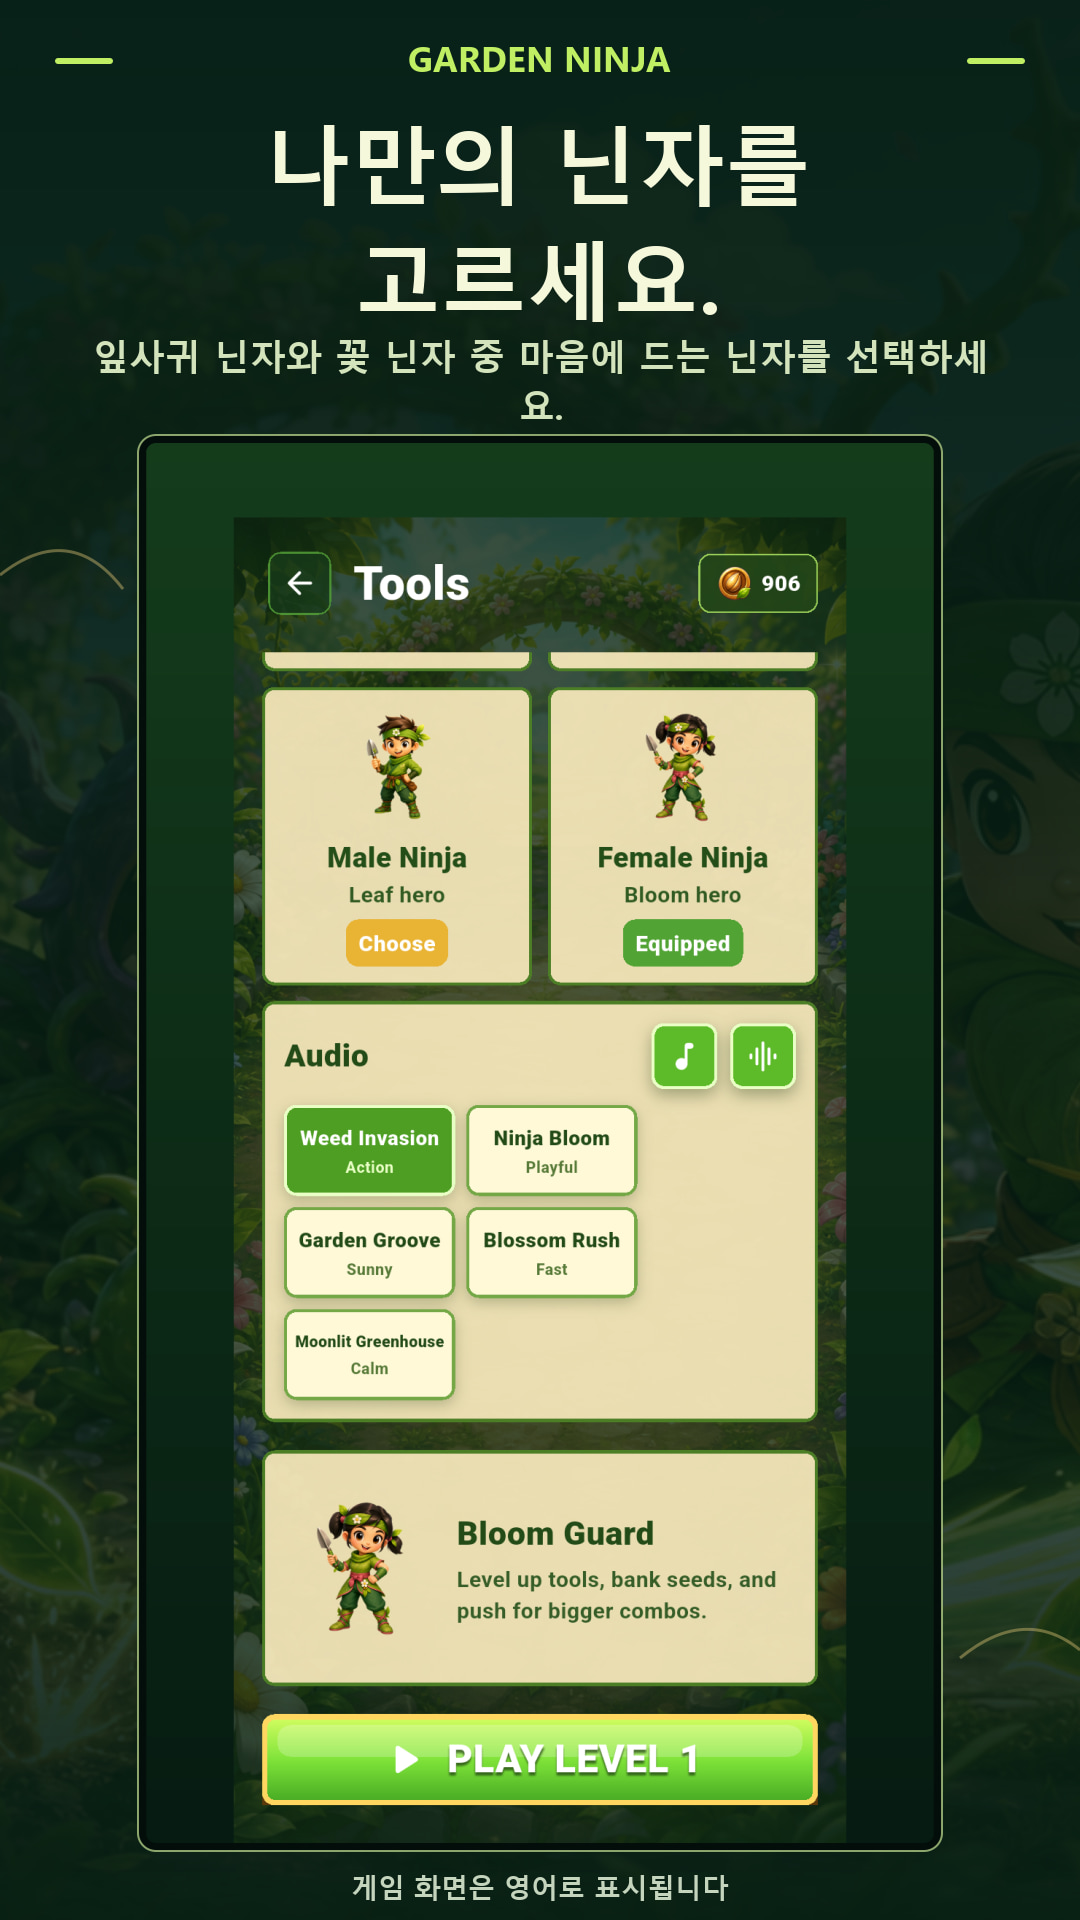 GARDEN NINJA
나만의 닌자를
고르세요.
잎사귀 닌자와 꽃 닌자 중 마음에 드는 닌자를 선택하세
요.
Tools
906
Male Ninja
Leaf hero
Choose
Female Ninja
Bloom hero
Equipped
Audio
Weed Invasion
Action
Ninja Bloom
Playful
Garden Groove
Sunny
Blossom Rush
Fast
Moonlit Greenhouse
Calm
Bloom Guard
Level up tools, bank seeds, and
push for bigger combos.
PLAY LEVEL 1
게임 화면은 영어로 표시됩니다